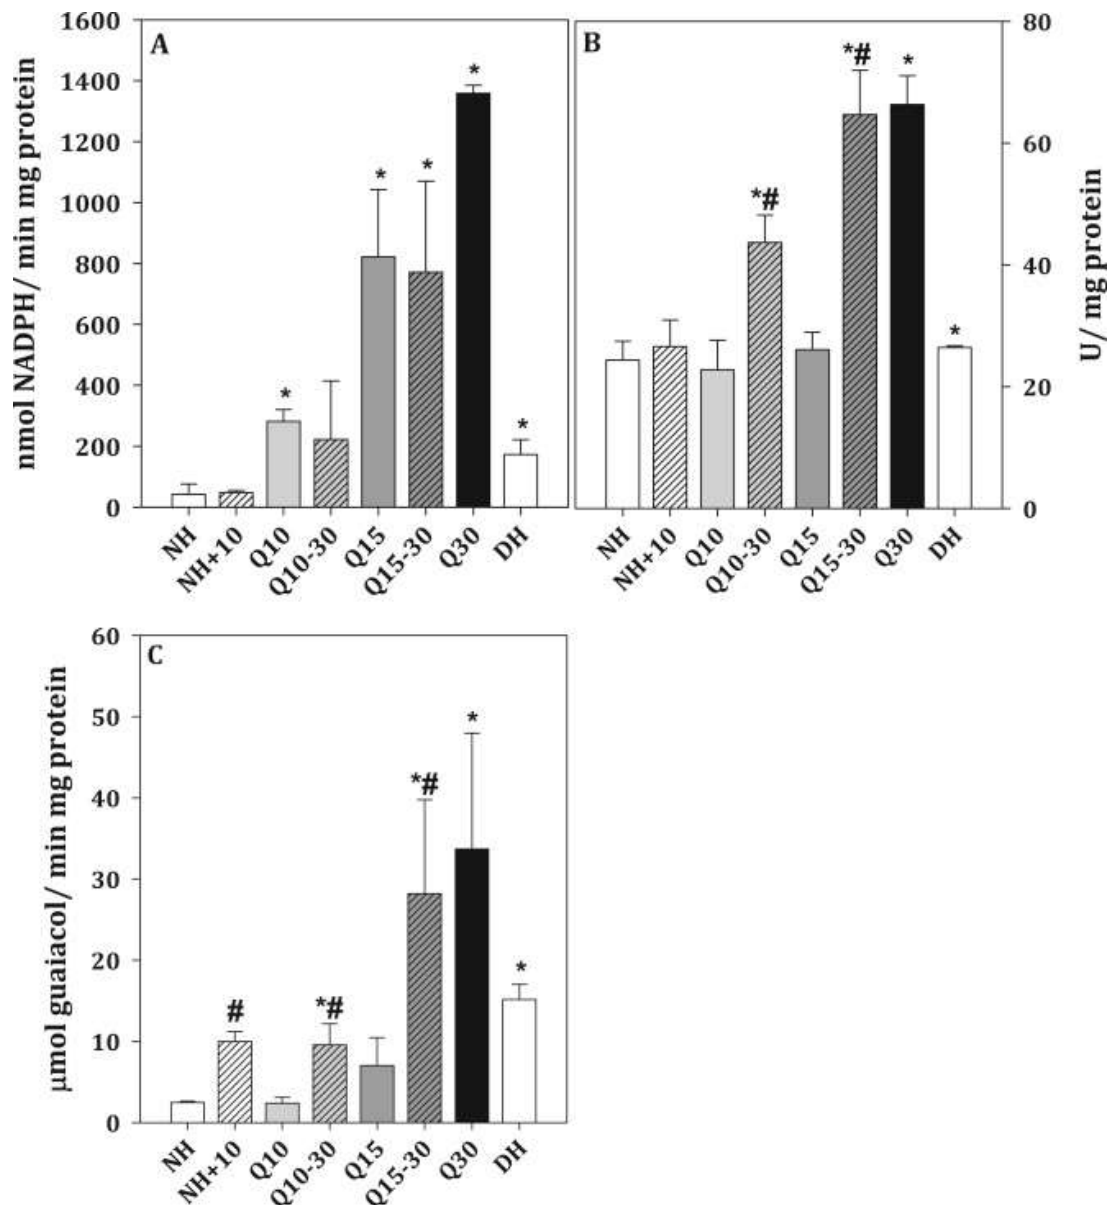 A
1600
1400
1200
1000
800
600
400
200
0
nmol NADPH/ min mg protein
*
*
*
*
*
NH
NH+10
Q10
Q10-30
Q15
Q15-30
Q30
DH
B
80
60
40
20
0
U/ mg protein
*#
*#
*
*
NH
NH+10
Q10
Q10-30
Q15
Q15-30
Q30
DH
C
60
50
40
30
20
10
0
µmol guaiacol/ min mg protein
#
*#
*#
*
*
NH
NH+10
Q10
Q10-30
Q15
Q15-30
Q30
DH